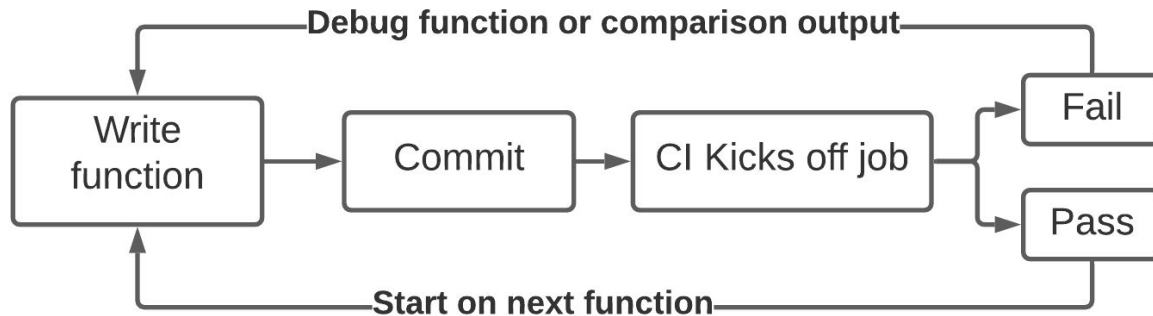 Debug function or comparison output
Write
function
Commit
CI Kicks off job
Fail
Pass
Start on next function